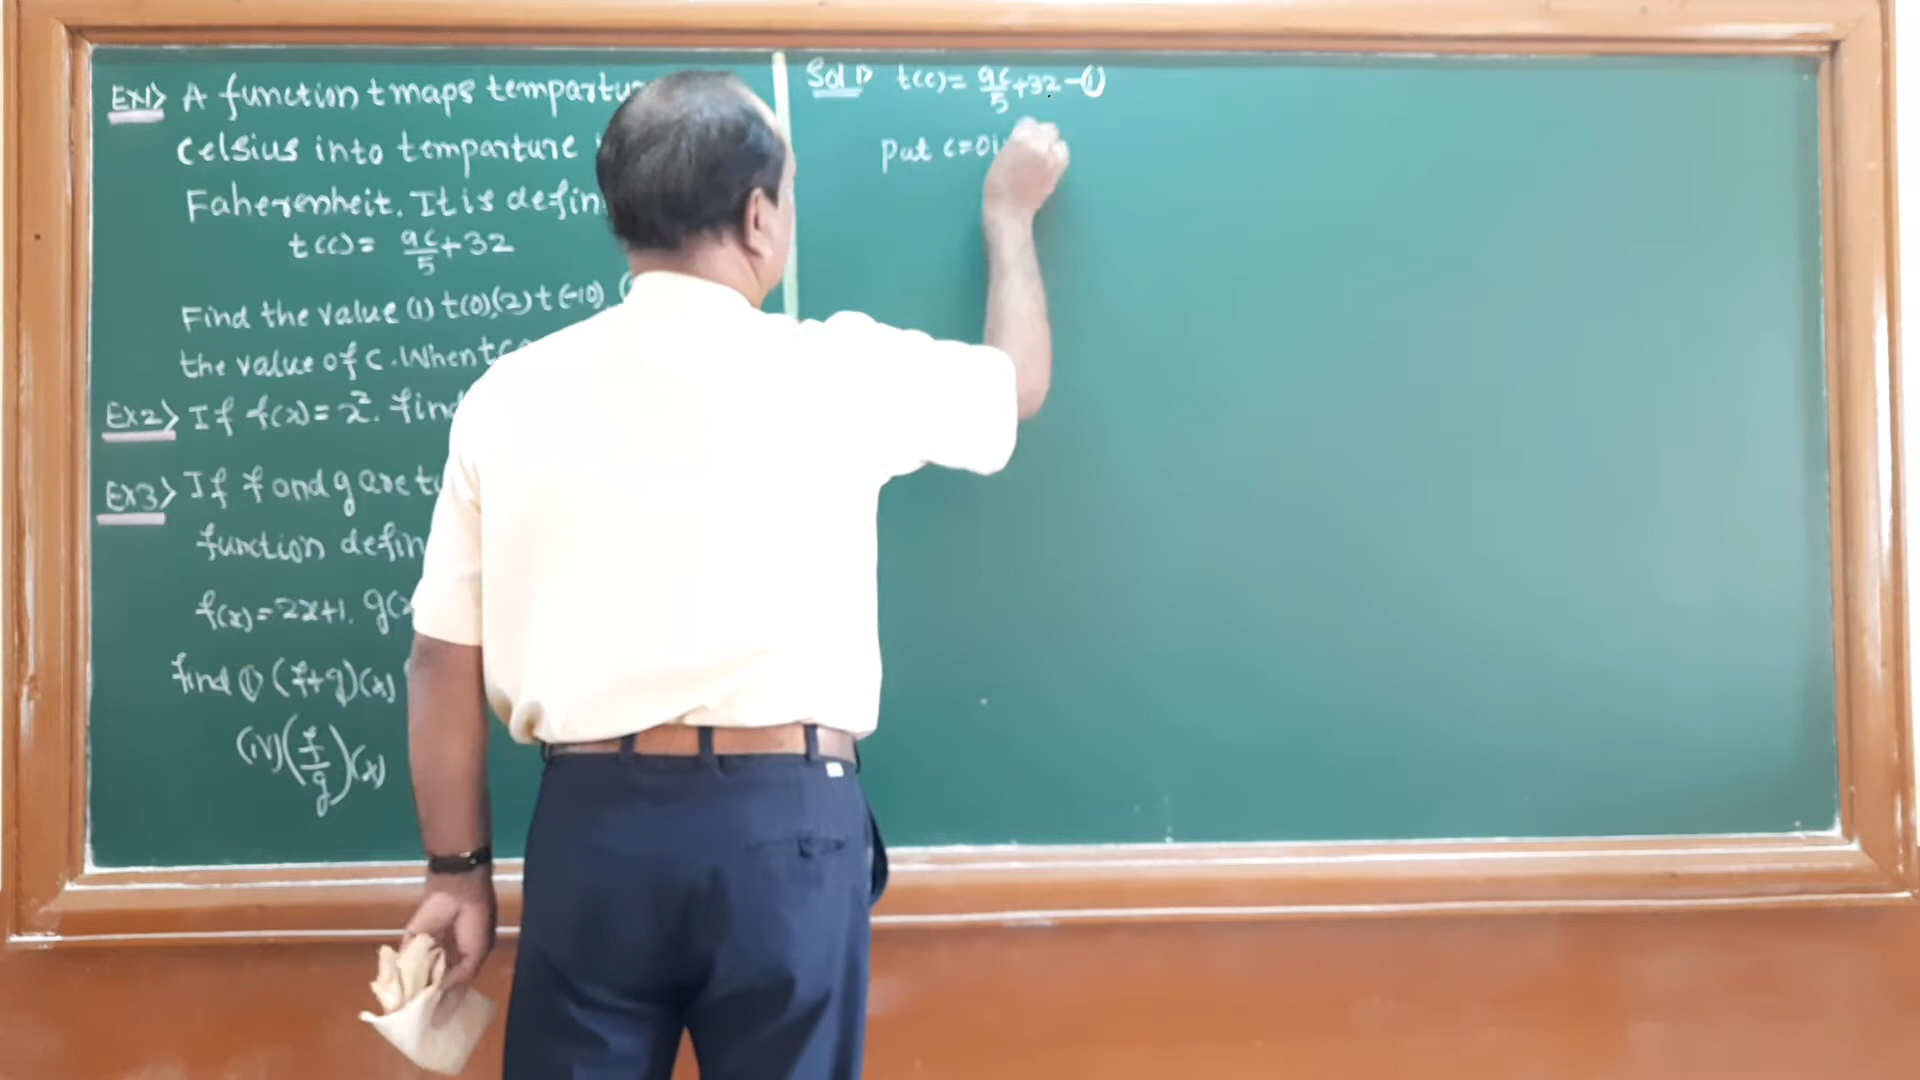 Ex1> A function t maps tempartu
Celsius into temparture
Faherenheit. It is defin
t(c) = 9c/5 + 32
Find the value (1) t(0), (2) t(-10)
the value of c. When t
Ex2> If f(x) = x². find
Ex3> If f and g are
function defin
f(x) = 2x+1. g(x
find (i) (f+g)(x)
(iv) (f/g)(x)
Sol 1> t(c) = 9c/5 + 32 - (1)
Put c=0 i